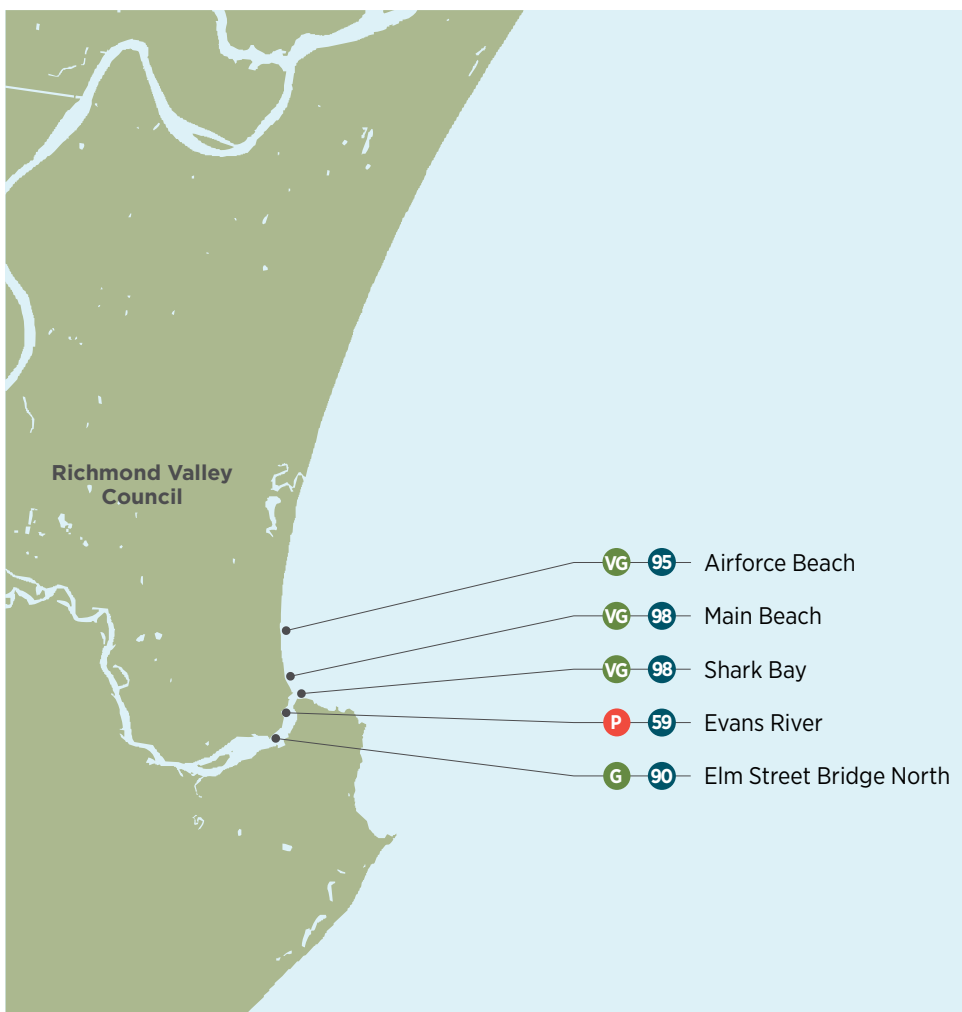 Richmond Valley
Council
VG 95 Airforce Beach
VG 98 Main Beach
VG 98 Shark Bay
P 59 Evans River
G 90 Elm Street Bridge North